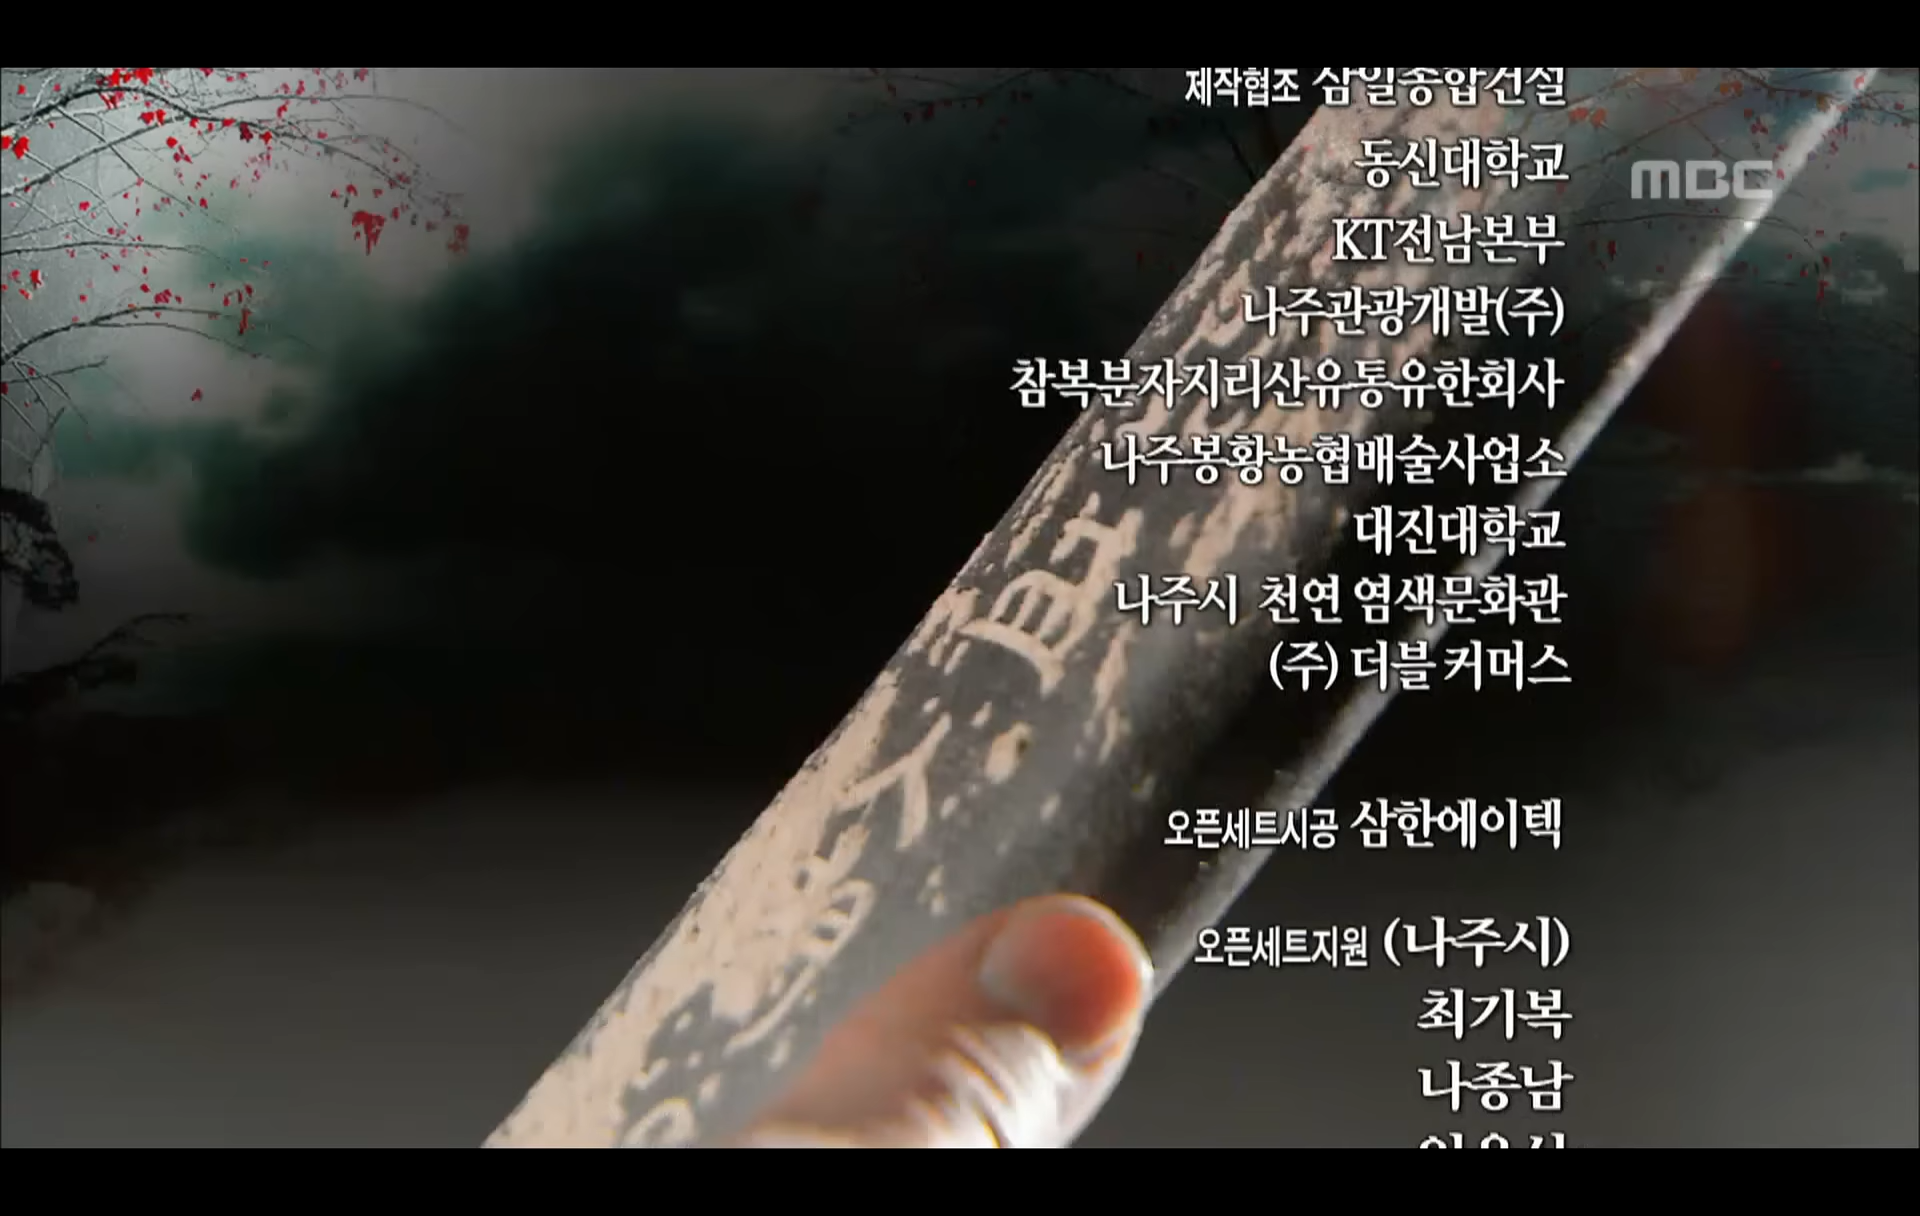 제작협조 삼일종합건설
동신대학교
MBC
KT전남본부
나주관광개발(주)
참복분자지리산유통유한회사
나주봉황농협배술사업소
대진대학교
나주시 천연 염색문화관
(주) 더블커머스
오픈세트시공 삼한에이텍
오픈세트지원 (나주시)
최기복
나종남